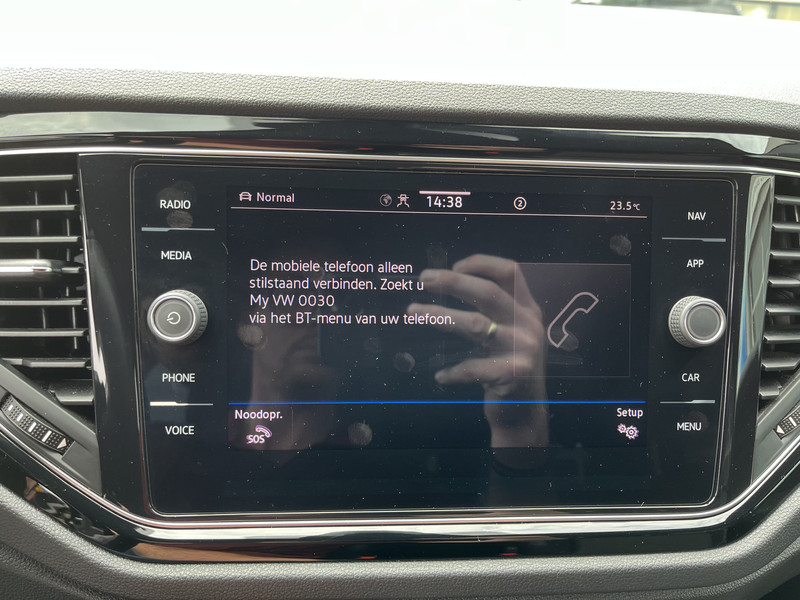 RADIO
MEDIA
PHONE
VOICE
Normal
14:38
2
23.5°C
De mobiele telefoon alleen
stilstaand verbinden. Zoekt u
My VW 0030
via het BT-menu van uw telefoon.
Noodopr.
SOS
Setup
NAV
APP
CAR
MENU